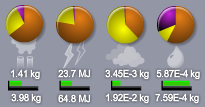 1.41 kg 23.7 MJ 3.45E-3 kg 5.87E-4 kg
3.98 kg 64.8 MJ 1.92E-2 kg 7.59E-4 kg